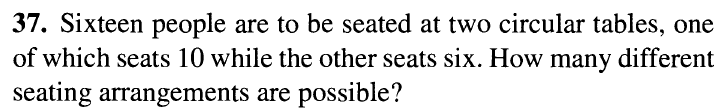 37. Sixteen people are to be seated at two circular tables, one
of which seats 10 while the other seats six. How many different
seating arrangements are possible?